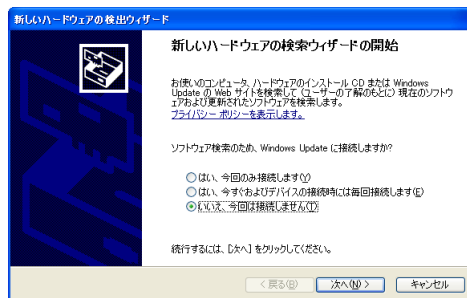 新しいハードウェアの検出ウィザード
新しいハードウェアの検索ウィザードの開始
お使いのコンピュータ、ハードウェアのインストール CD または Windows
Update の Web サイトを検索して (ユーザーの了解のもとに) 現在のソフトウ
ェアおよび更新されたソフトウェアを検索します。
プライバシー ポリシーを表示します。
ソフトウェア検索のため、Windows Update に接続しますか?
はい、今回のみ接続します(Y)
はい、今すぐおよびデバイスの接続時には毎回接続します(E)
いいえ、今回は接続しません(T)
続行するには、[次へ] をクリックしてください。
< 戻る(B)
次へ(N) >
キャンセル